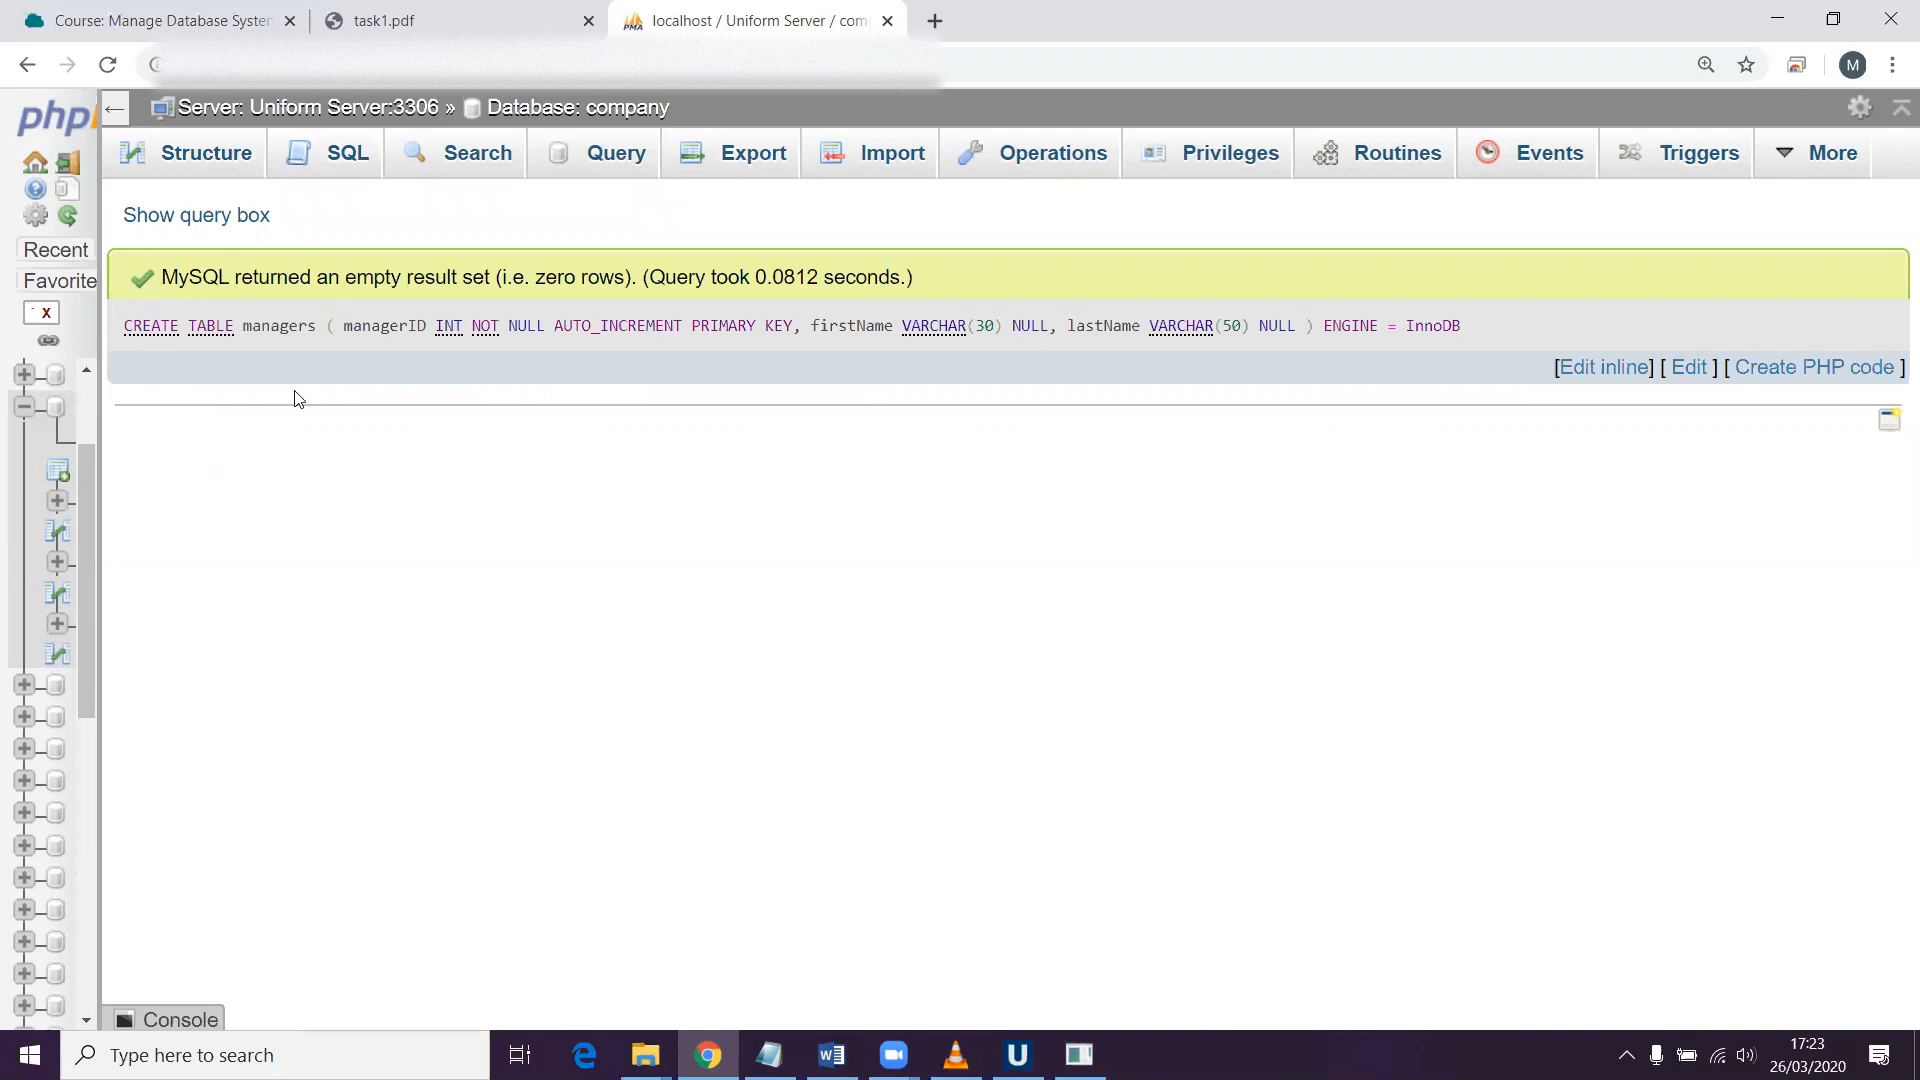 Course: Manage Database System
task1.pdf
localhost / Uniform Server / com
M
php
Server: Uniform Server:3306 » Database: company
Structure SQL Search Query Export Import Operations Privileges Routines Events Triggers More
Recent
Favorite
X
Show query box
MySQL returned an empty result set (i.e. zero rows). (Query took 0.0812 seconds.)
CREATE TABLE managers ( managerID INT NOT NULL AUTO_INCREMENT PRIMARY KEY, firstName VARCHAR(30) NULL, lastName VARCHAR(50) NULL ) ENGINE = InnoDB
[Edit inline] [ Edit ] [ Create PHP code ]
Console
Type here to search
17:23
26/03/2020